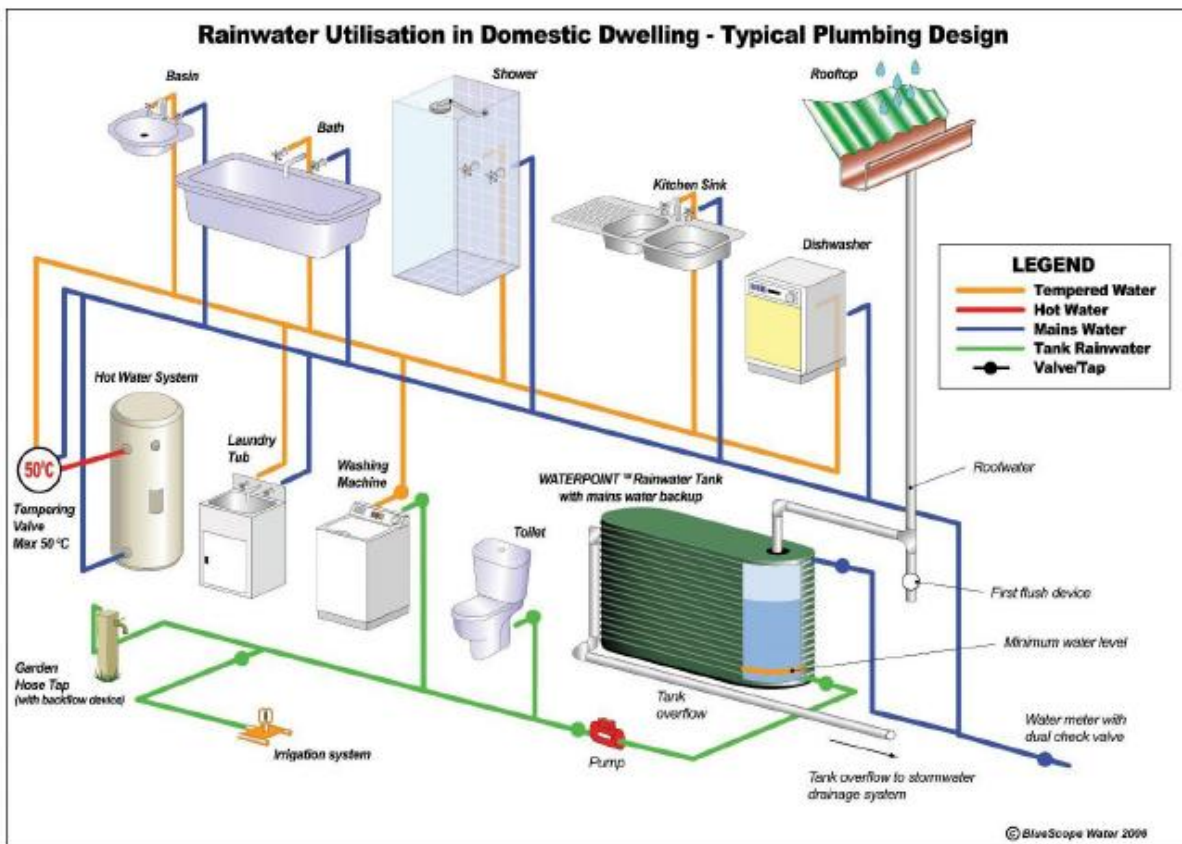 Rainwater Utilisation in Domestic Dwelling - Typical Plumbing Design
Basin
Bath
Shower
Rooftop
Kitchen Sink
Dishwasher
LEGEND
Tempered Water
Hot Water
Mains Water
Tank Rainwater
Valve/Tap
Hot Water System
50°C
Tempering
Valve
Max 50°C
Laundry
Tub
Washing
Machine
Toilet
WATERPOINT ™ Rainwater Tank
with mains water backup
Roofwater
First flush device
Minimum water level
Garden
Hose Tap
(with backflow device)
Irrigation system
Pump
Tank
overflow
Tank overflow to stormwater
drainage system
Water meter with
dual check valve
© BlueScope Water 2006